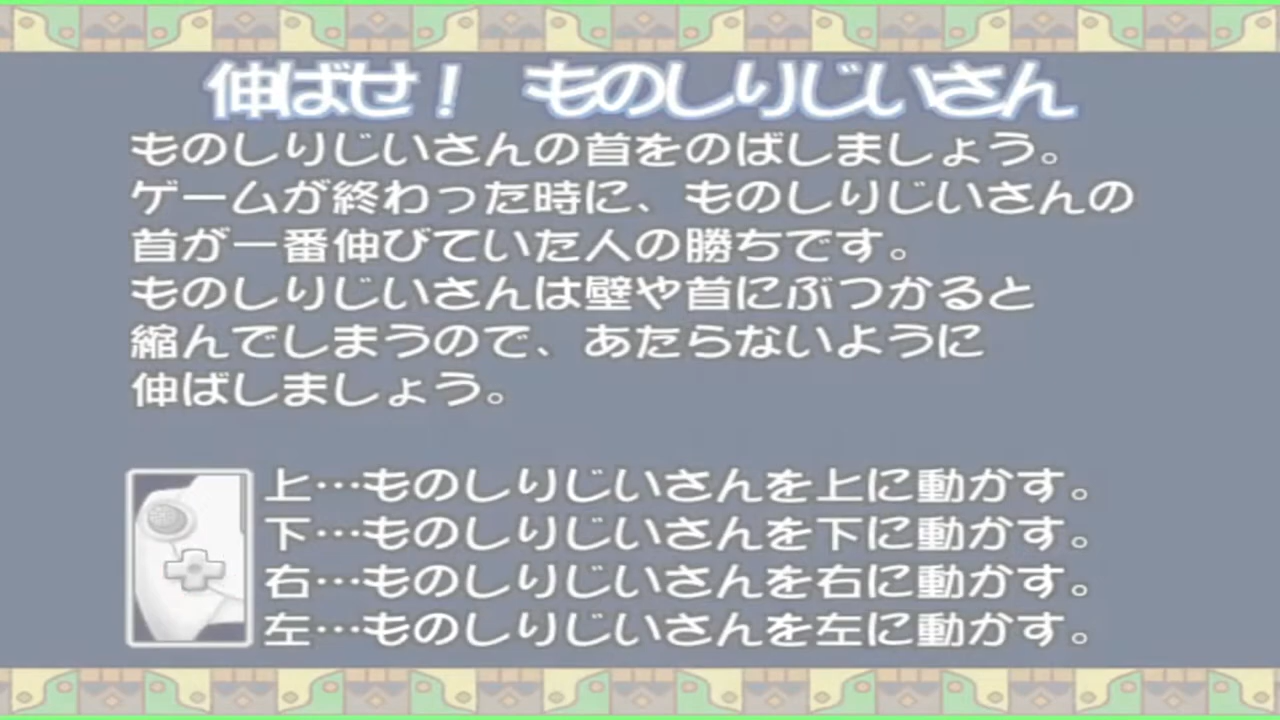 伸ばせ! ものしりじいさん
ものしりじいさんの首をのばしましょう。
ゲームが終わった時に、ものしりじいさんの
首が一番伸びていた人の勝ちです。
ものしりじいさんは壁や首にぶつかると
縮んでしまうので、あたらないように
伸ばしましょう。
上…ものしりじいさんを上に動かす。
下…ものしりじいさんを下に動かす。
右…ものしりじいさんを右に動かす。
左…ものしりじいさんを左に動かす。